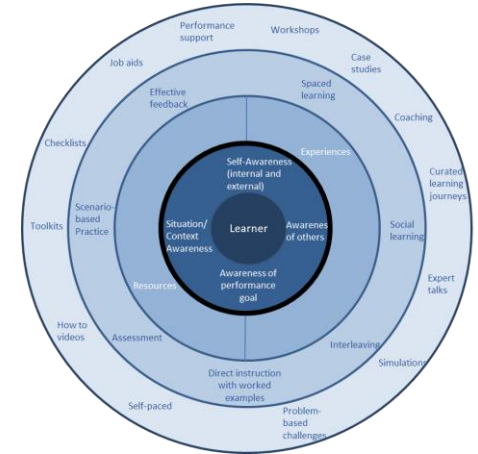 Performance
support
Workshops
Job aids
Case
studies
Effective
feedback
Spaced
learning
Coaching
Checklists
Self-Awareness
(internal and
external)
Experiences
Curated
learning
journeys
Scenario-
based
Practice
Toolkits
Situation/
Context
Awareness
Learner
Awarenes
of others
Social
learning
Awareness of
performance
goal
Resources
Expert
talks
How to
videos
Assessment
Interleaving
Simulations
Direct instruction
with worked
examples
Self-paced
Problem-
based
challenges